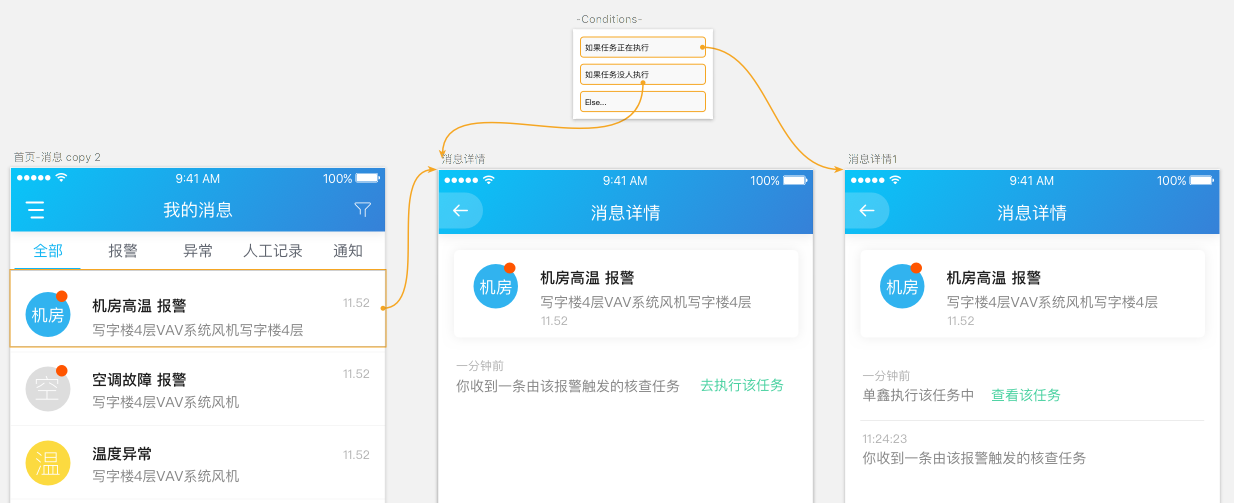 -Conditions-
如果任务正在执行
如果任务没人执行
Else...
首页-消息 copy 2
9:41 AM
100%
我的消息
全部
报警
异常
人工记录
通知
机房
机房高温 报警
11.52
写字楼4层VAV系统风机写字楼4层
空
空调故障 报警
11.52
写字楼4层VAV系统风机
温
温度异常
11.52
写字楼4层VAV系统风机
消息详情
9:41 AM
100%
消息详情
机房
机房高温 报警
写字楼4层VAV系统风机写字楼4层
11.52
一分钟前
你收到一条由该报警触发的核查任务 去执行该任务
消息详情1
9:41 AM
100%
消息详情
机房
机房高温 报警
写字楼4层VAV系统风机写字楼4层
11.52
一分钟前
单鑫执行该任务中 查看该任务
11:24:23
你收到一条由该报警触发的核查任务